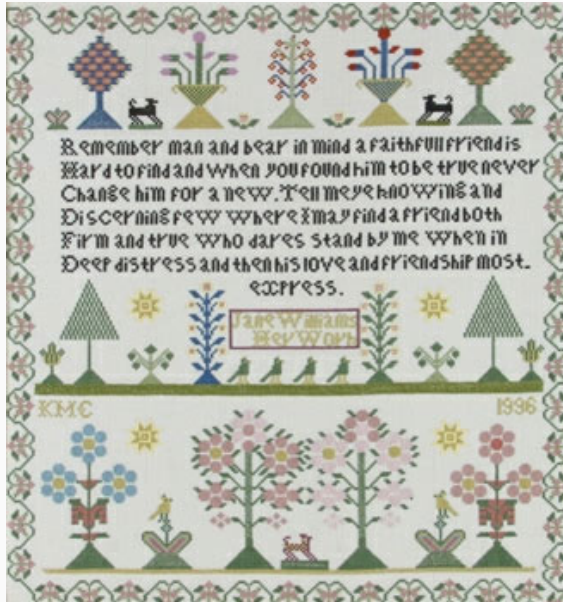 Remember man and bear in mind a faithfull friend is
Hard to find and when you found him to be true never
Change him for a new. Tell me ye knowing and
Discerning few where I may find a friend both
Firm and true who dares stand by me when in
Deep distress and then his love and friendship most.
express.
Jane Williams
Her Work
KMC 1996